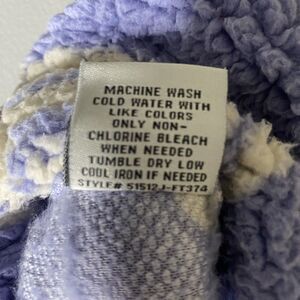 MACHINE WASH
COLD WATER WITH
LIKE COLORS
ONLY NON-
CHLORINE BLEACH
WHEN NEEDED
TUMBLE DRY LOW
COOL IRON IF NEEDED
STYLE# 51512J-FT374